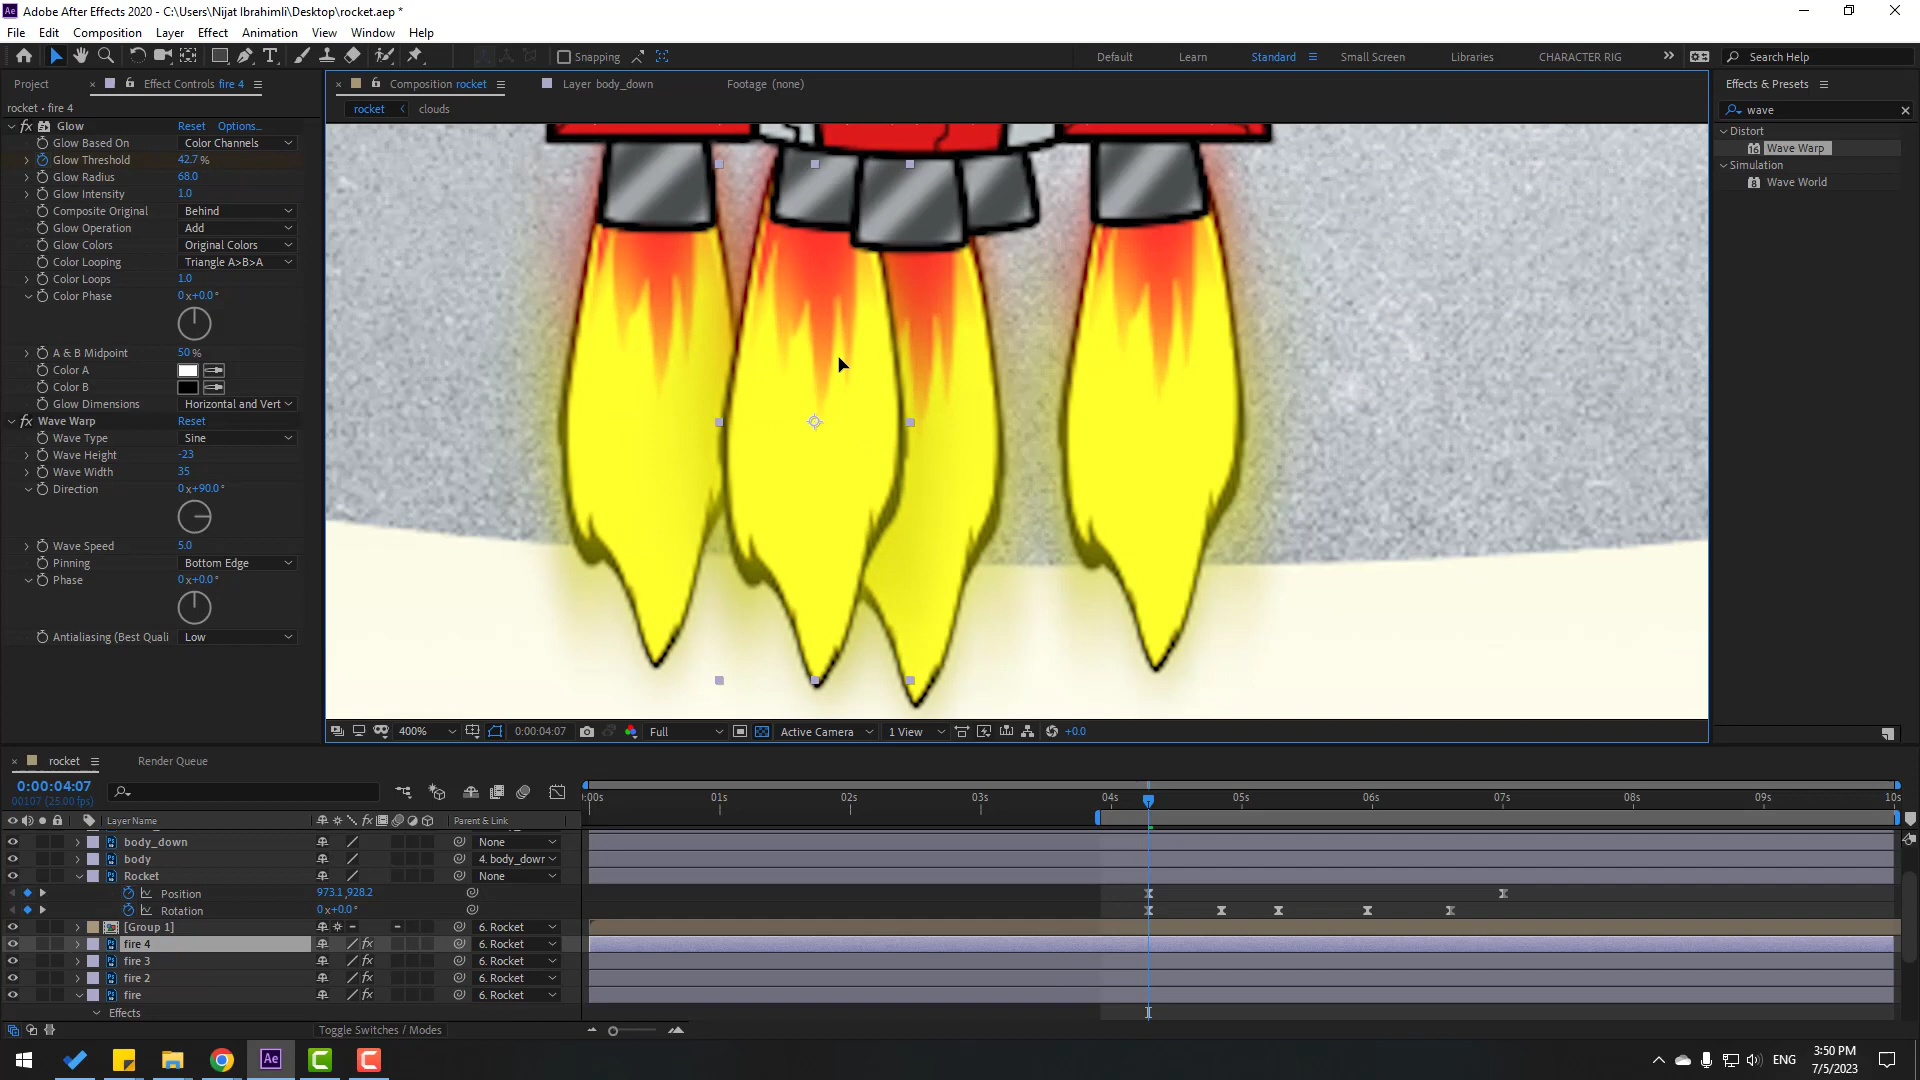 Adobe After Effects 2020 - C:\Users\Nijat Ibrahimli\Desktop\rocket.aep *
File Edit Composition Layer Effect Animation View Window Help
Snapping Default Learn Standard Small Screen Libraries CHARACTER RIG Search Help
Project Effect Controls fire 4
rocket • fire 4
Glow Reset Options...
Glow Based On Color Channels
Glow Threshold 42.7 %
Glow Radius 68.0
Glow Intensity 1.0
Composite Original Behind
Glow Operation Add
Glow Colors Original Colors
Color Looping Triangle A>B>A
Color Loops 1.0
Color Phase 0x+0.0°
A & B Midpoint 50 %
Color A
Color B
Glow Dimensions Horizontal and Vert
Wave Warp Reset
Wave Type Sine
Wave Height -23
Wave Width 35
Direction 0x+90.0°
Wave Speed 5.0
Pinning Bottom Edge
Phase 0x+0.0°
Antialiasing (Best Quali Low
Composition rocket Layer body_down Footage (none)
rocket clouds
400% 0:00:04:07 Full Active Camera 1 View +0.0
Effects & Presets
wave
Distort
16 Wave Warp
Simulation
8 Wave World
rocket Render Queue
0:00:04:07
00107 (25.00 fps)
:00s 01s 02s 03s 04s 05s 06s 07s 08s 09s 10s
Layer Name Parent & Link
body_down None
body 4. body_dowr
Rocket None
Position 973.1,928.2
Rotation 0x+0.0°
[Group 1] 6. Rocket
fire 4 6. Rocket
fire 3 6. Rocket
fire 2 6. Rocket
fire 6. Rocket
Effects
Toggle Switches / Modes
Ae
ENG
3:50 PM
7/5/2023